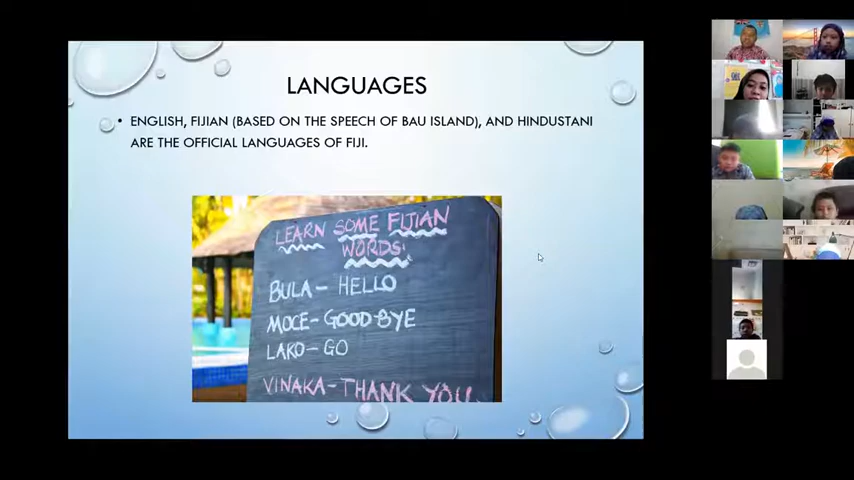 LANGUAGES
• ENGLISH, FIJIAN (BASED ON THE SPEECH OF BAU ISLAND), AND HINDUSTANI
ARE THE OFFICIAL LANGUAGES OF FIJI.
LEARN SOME FIJIAN
WORDS!
BULA – HELLO
MOCE – GOOD BYE
LAKO – GO
VINAKA – THANK YOU